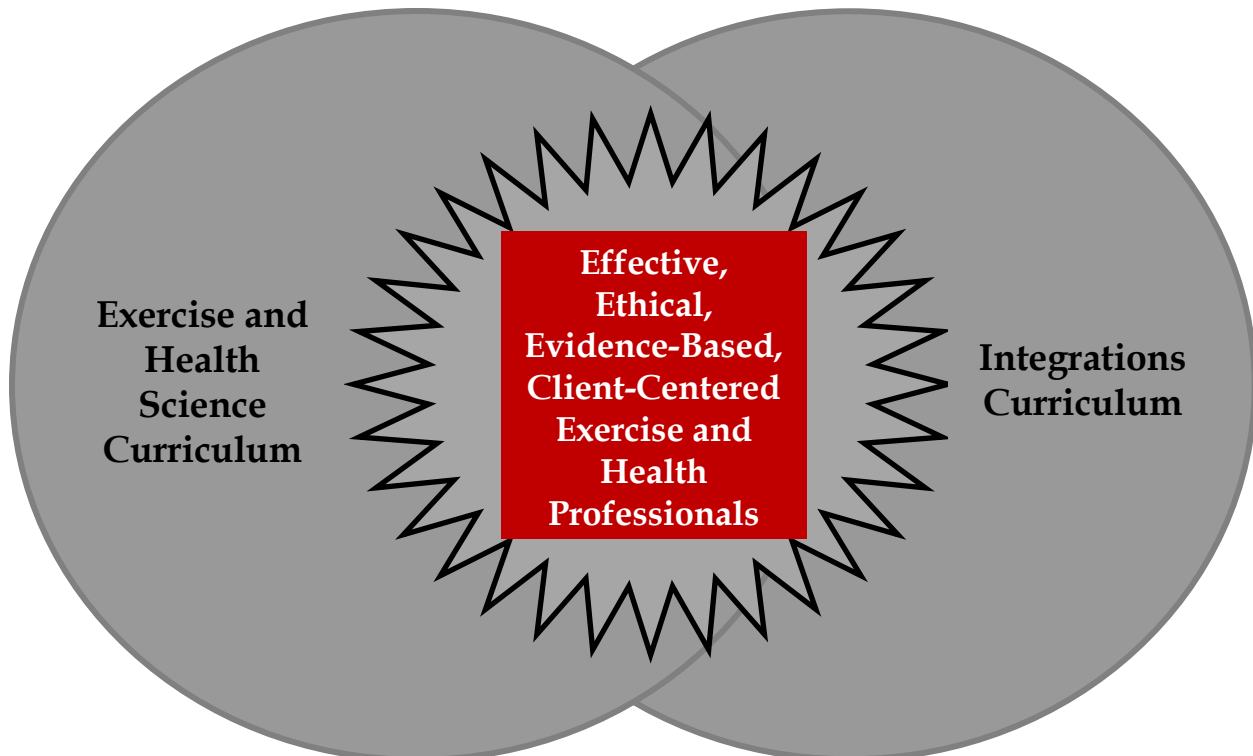 Exercise and
Health
Science
Curriculum
Effective,
Ethical,
Evidence-Based,
Client-Centered
Exercise and
Health
Professionals
Integrations
Curriculum